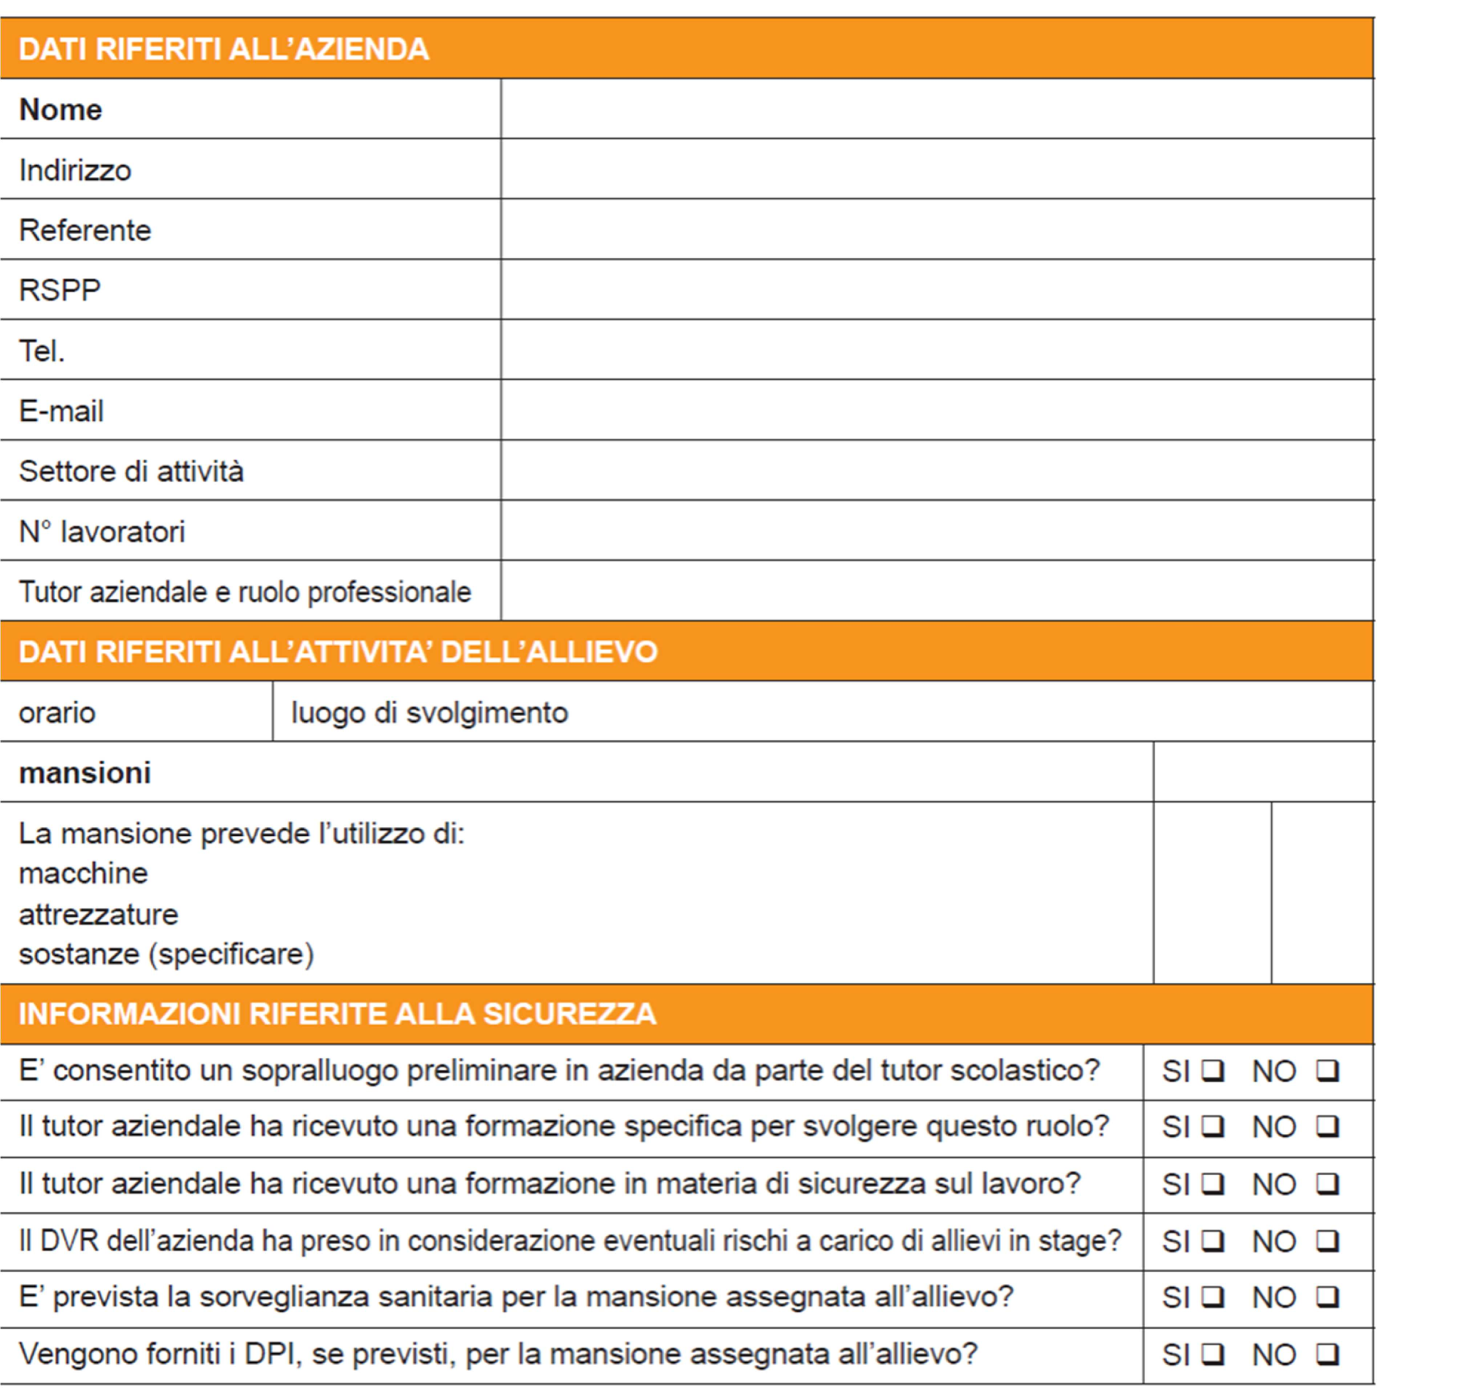 DATI RIFERITI ALL’AZIENDA
Nome
Indirizzo
Referente
RSPP
Tel.
E-mail
Settore di attività
N° lavoratori
Tutor aziendale e ruolo professionale
DATI RIFERITI ALL’ATTIVITA’ DELL’ALLIEVO
orario luogo di svolgimento
mansioni
La mansione prevede l’utilizzo di:
macchine
attrezzature
sostanze (specificare)
INFORMAZIONI RIFERITE ALLA SICUREZZA
E’ consentito un sopralluogo preliminare in azienda da parte del tutor scolastico? SI ❑ NO ❑
Il tutor aziendale ha ricevuto una formazione specifica per svolgere questo ruolo? SI ❑ NO ❑
Il tutor aziendale ha ricevuto una formazione in materia di sicurezza sul lavoro? SI ❑ NO ❑
Il DVR dell’azienda ha preso in considerazione eventuali rischi a carico di allievi in stage? SI ❑ NO ❑
E’ prevista la sorveglianza sanitaria per la mansione assegnata all’allievo? SI ❑ NO ❑
Vengono forniti i DPI, se previsti, per la mansione assegnata all’allievo? SI ❑ NO ❑